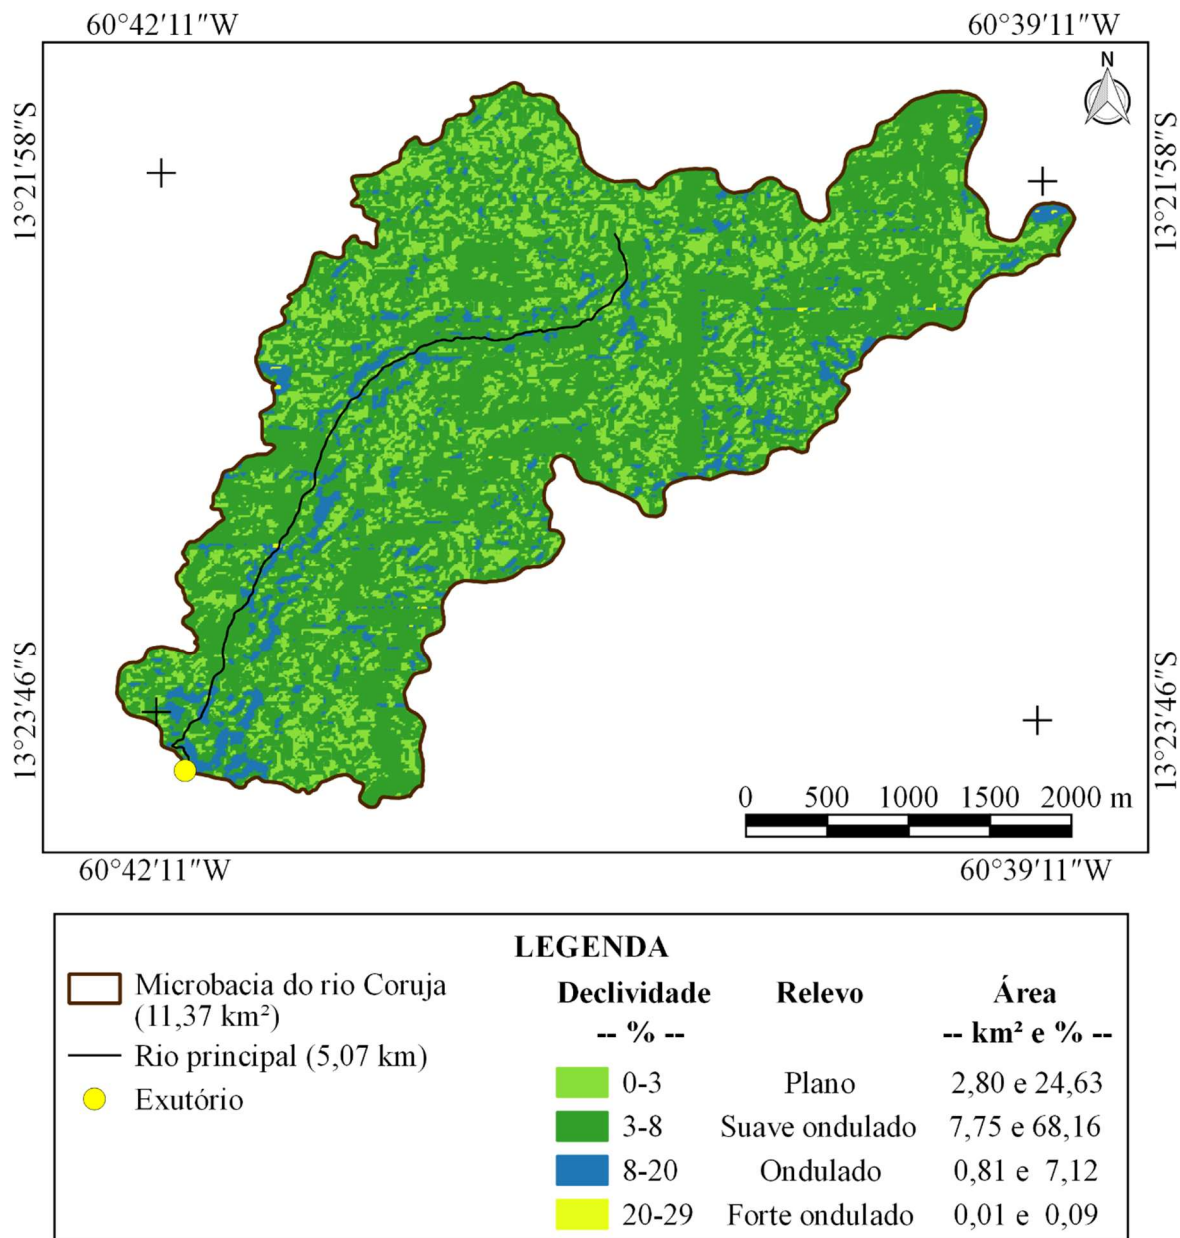 60°42'11"W 60°39'11"W
N
13°21'58"S 13°21'58"S
13°23'46"S 13°23'46"S
0 500 1000 1500 2000 m
60°42'11"W 60°39'11"W
LEGENDA
Microbacia do rio Coruja
(11,37 km²)
Rio principal (5,07 km)
Exutório
Declividade Relevo Área
-- % -- -- km² e % --
0-3 Plano 2,80 e 24,63
3-8 Suave ondulado 7,75 e 68,16
8-20 Ondulado 0,81 e 7,12
20-29 Forte ondulado 0,01 e 0,09